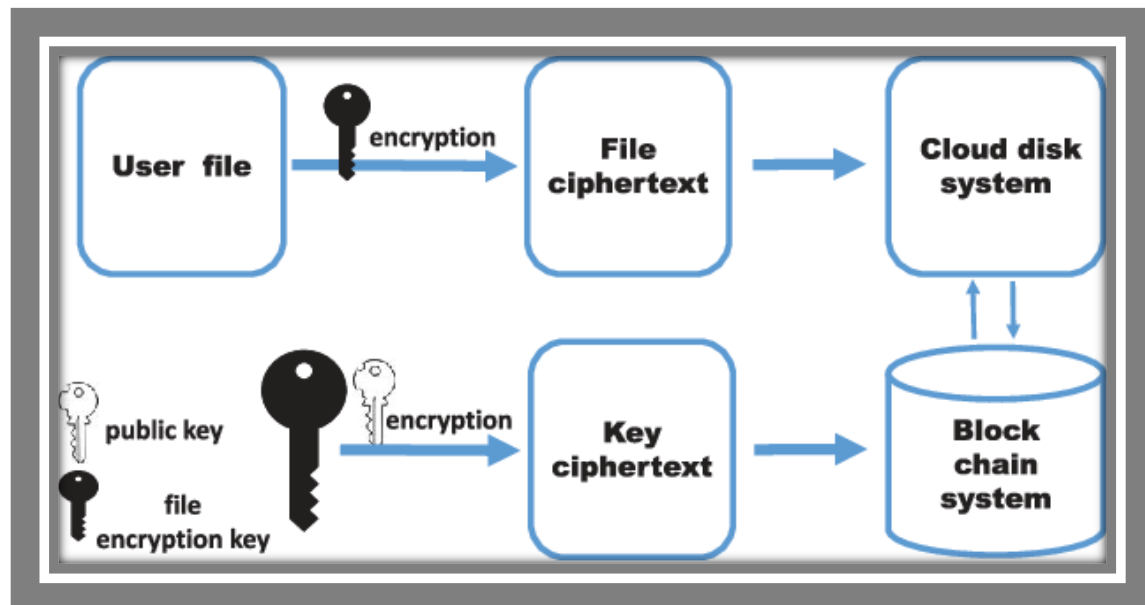 User file
encryption
File
ciphertext
Cloud disk
system
public key
file
encryption key
encryption
Key
ciphertext
Block
chain
system